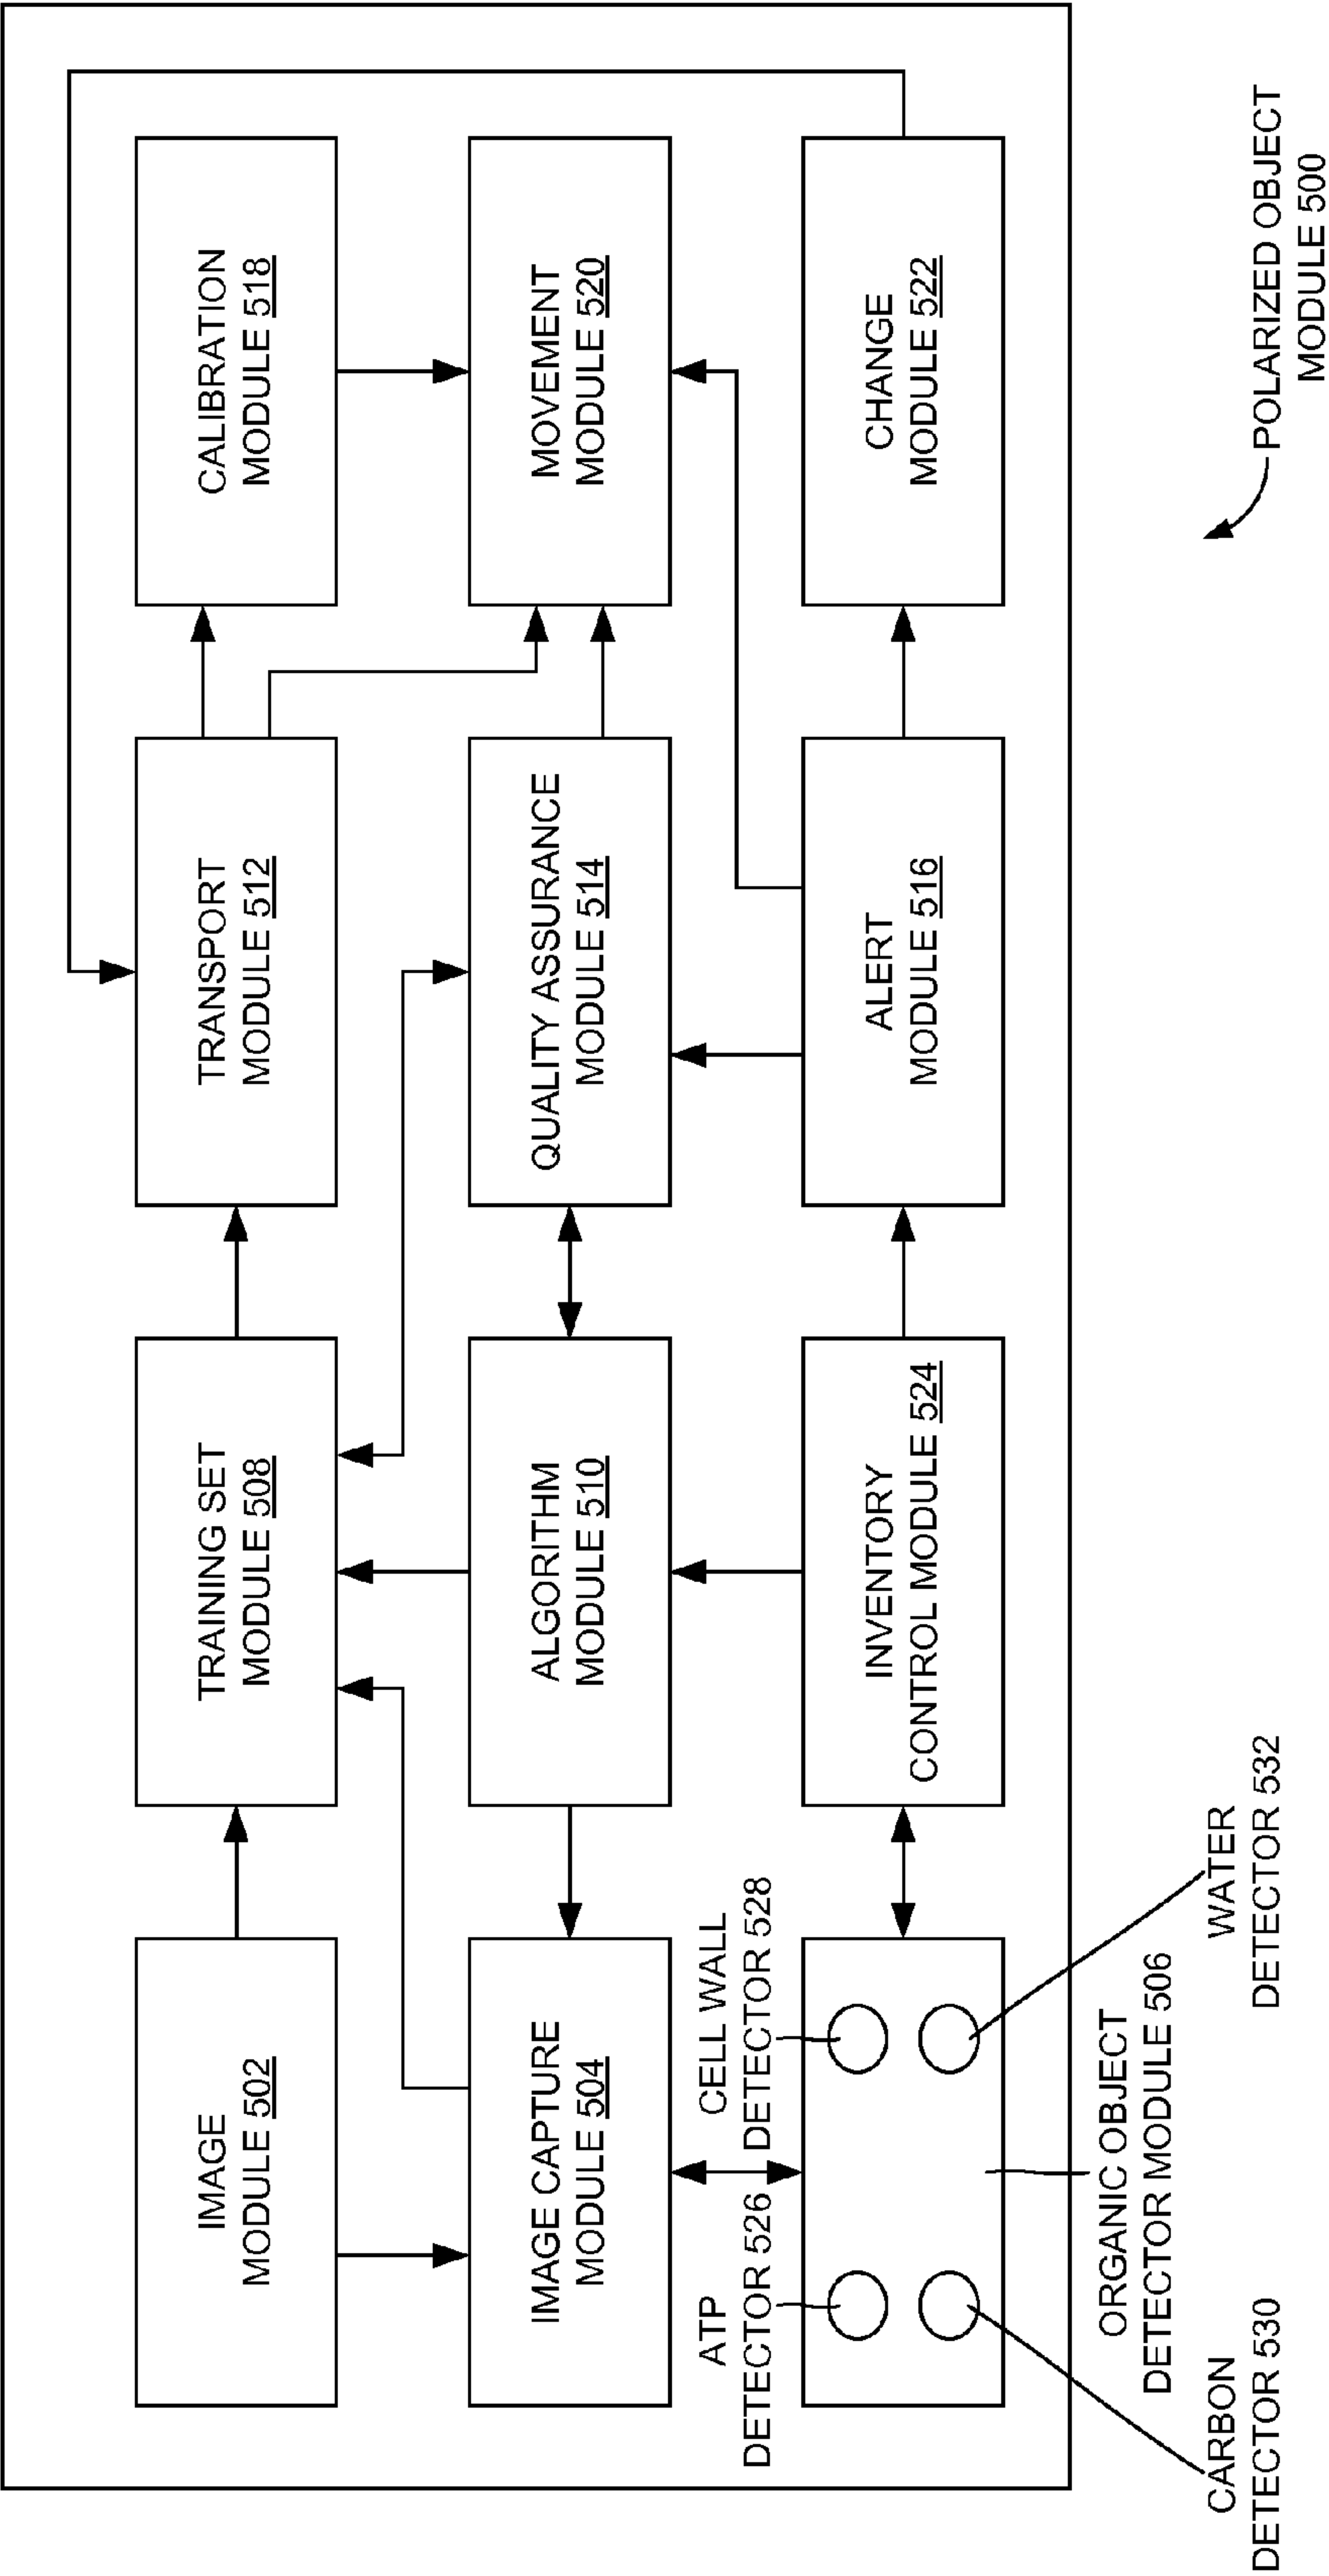 IMAGE
MODULE 502
TRAINING SET
MODULE 508
TRANSPORT
MODULE 512
CALIBRATION
MODULE 518
IMAGE CAPTURE
MODULE 504
ALGORITHM
MODULE 510
QUALITY ASSURANCE
MODULE 514
MOVEMENT
MODULE 520
ATP
DETECTOR 526
CELL WALL
DETECTOR 528
INVENTORY
CONTROL MODULE 524
ALERT
MODULE 516
CHANGE
MODULE 522
ORGANIC OBJECT
DETECTOR MODULE 506
CARBON
DETECTOR 530
WATER
DETECTOR 532
POLARIZED OBJECT
MODULE 500